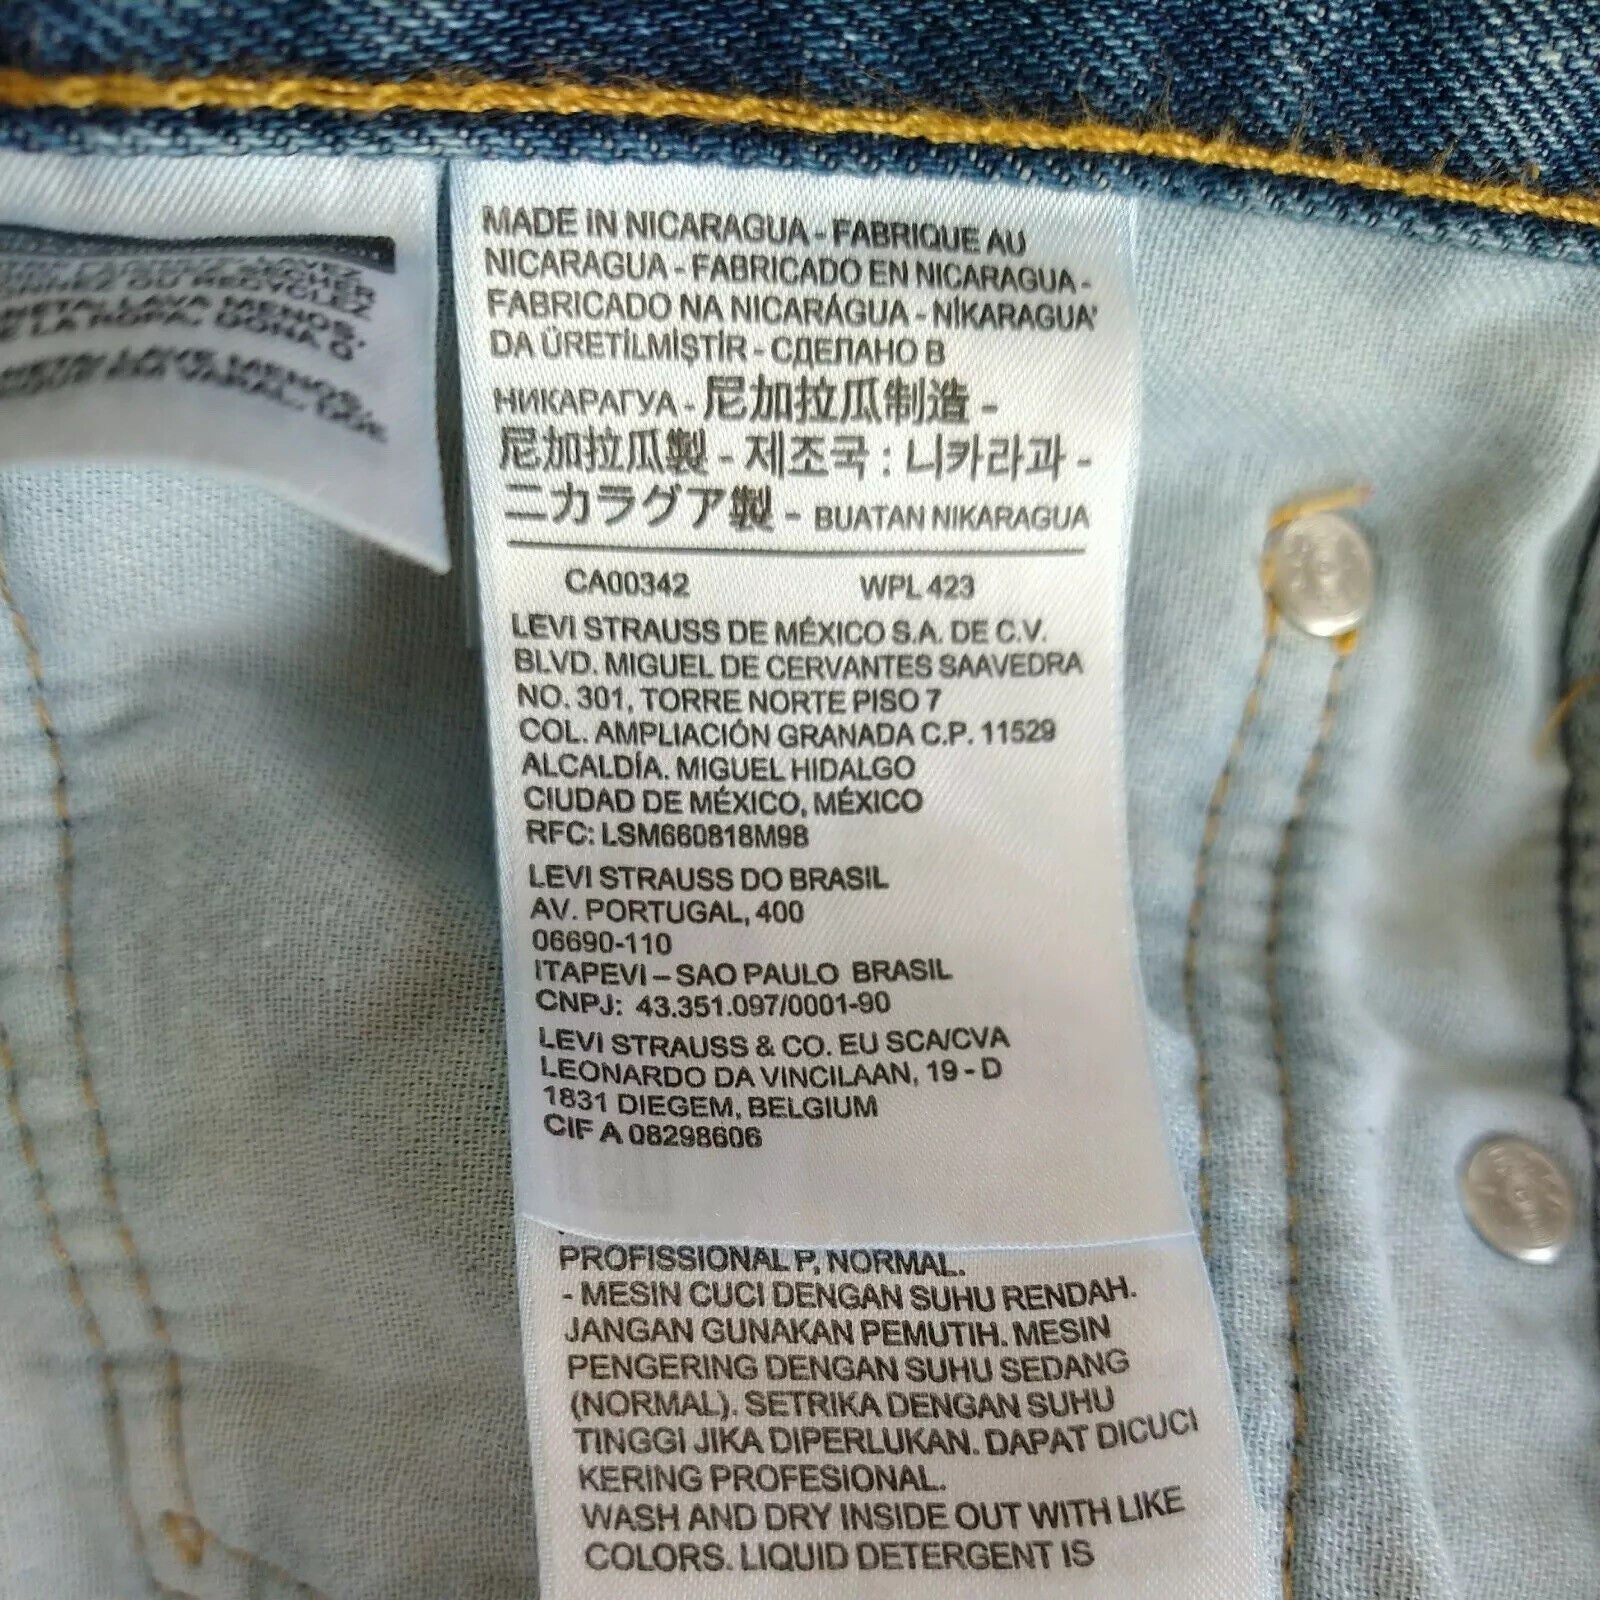 MADE IN NICARAGUA - FABRIQUE AU
NICARAGUA - FABRICADO EN NICARAGUA -
FABRICADO NA NICARÁGUA - NİKARAGUA'
DA ÜRETİLMİŞTİR - СДЕЛАНО В
НИКАРАГУА - 尼加拉瓜制造 -
尼加拉瓜製 - 제조국 : 니카라과 -
ニカラグア製 - BUATAN NIKARAGUA
CA00342 WPL 423
LEVI STRAUSS DE MÉXICO S.A. DE C.V.
BLVD. MIGUEL DE CERVANTES SAAVEDRA
NO. 301, TORRE NORTE PISO 7
COL. AMPLIACIÓN GRANADA C.P. 11529
ALCALDÍA. MIGUEL HIDALGO
CIUDAD DE MÉXICO, MÉXICO
RFC: LSM660818M98
LEVI STRAUSS DO BRASIL
AV. PORTUGAL, 400
06690-110
ITAPEVI – SAO PAULO BRASIL
CNPJ: 43.351.097/0001-90
LEVI STRAUSS & CO. EU SCA/CVA
LEONARDO DA VINCILAAN, 19 - D
1831 DIEGEM, BELGIUM
CIF A 08298606
PROFISSIONAL P, NORMAL.
- MESIN CUCI DENGAN SUHU RENDAH.
JANGAN GUNAKAN PEMUTIH. MESIN
PENGERING DENGAN SUHU SEDANG
(NORMAL). SETRIKA DENGAN SUHU
TINGGI JIKA DIPERLUKAN. DAPAT DICUCI
KERING PROFESIONAL.
WASH AND DRY INSIDE OUT WITH LIKE
COLORS. LIQUID DETERGENT IS
OU RECYCLEZ
LAVA MENOS,
LA ROPA, DONA O